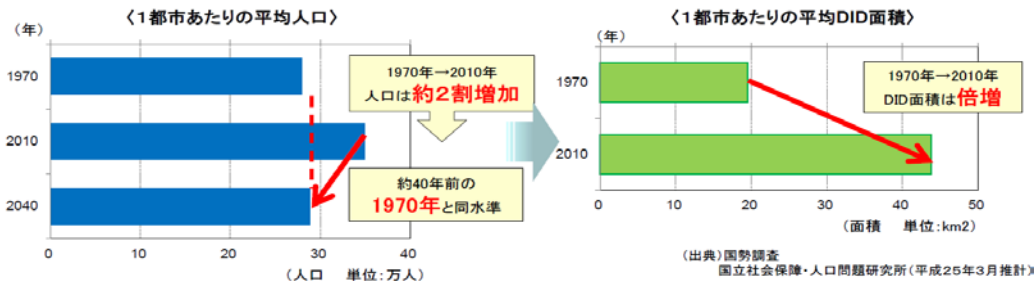 〈1都市あたりの平均人口〉
(年)
1970
2010
2040
0
10
20
30
40
(人口　単位:万人)
1970年→2010年
人口は約2割増加
約40年前の
1970年と同水準
〈1都市あたりの平均DID面積〉
(年)
1970
2010
0
10
20
30
40
50
(面積　単位:km2)
1970年→2010年
DID面積は倍増
(出典)国勢調査
国立社会保障・人口問題研究所(平成25年3月推計)